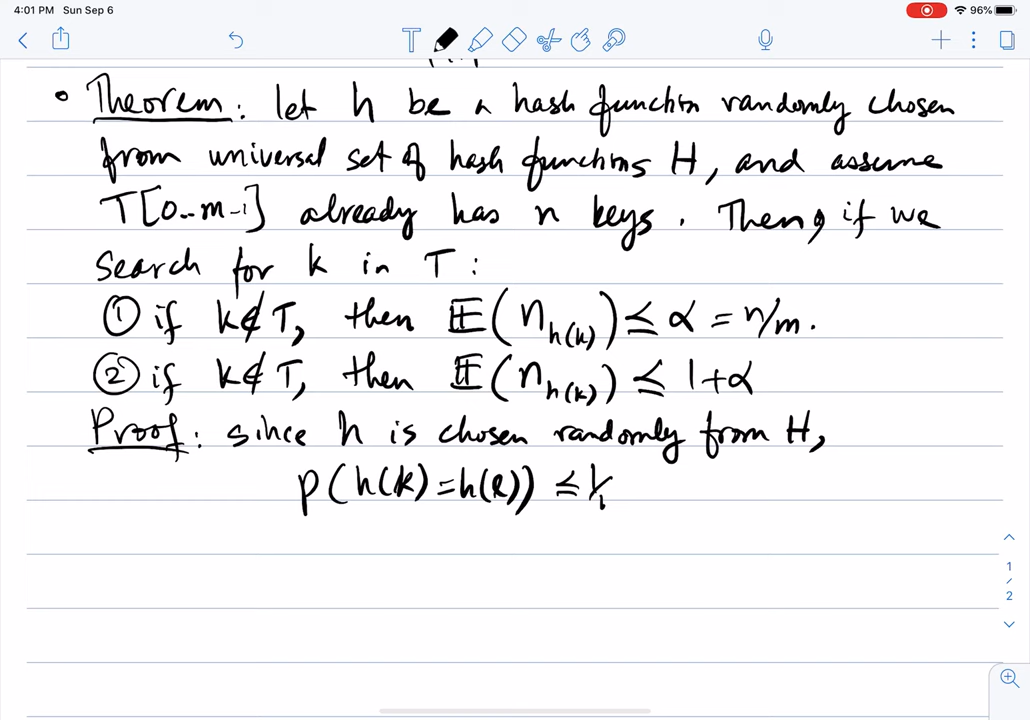 4:01 PM Sun Sep 6
96%
T
• Theorem: let h be a hash function randomly chosen
from universal set of hash functions H, and assume
T[0..m-1] already has n keys. Then, if we
Search for k in T:
① if k∉T, then 𝔼(n_h(k)) ≤ α = n/m.
② if k∉T, then 𝔼(n_h(k)) ≤ 1+α
Proof: since h is chosen randomly from H,
p(h(k)=h(l)) ≤ 1/
1
/
2